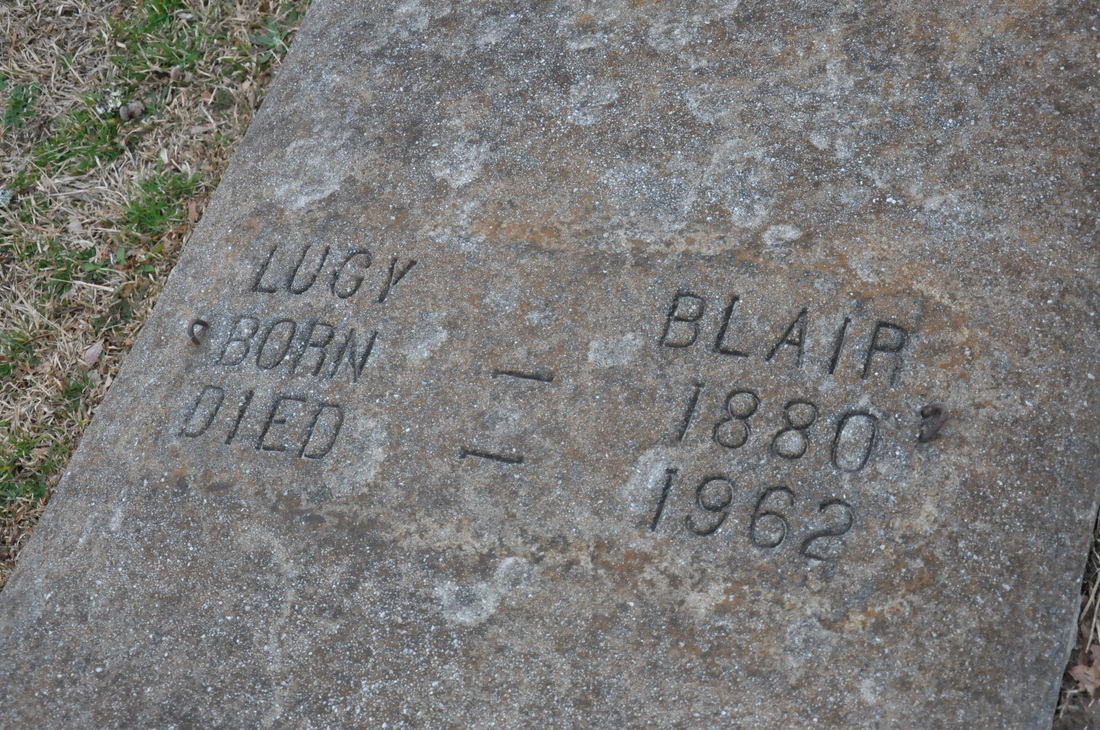 LUCY BLAIR
BORN — 1880
DIED — 1962